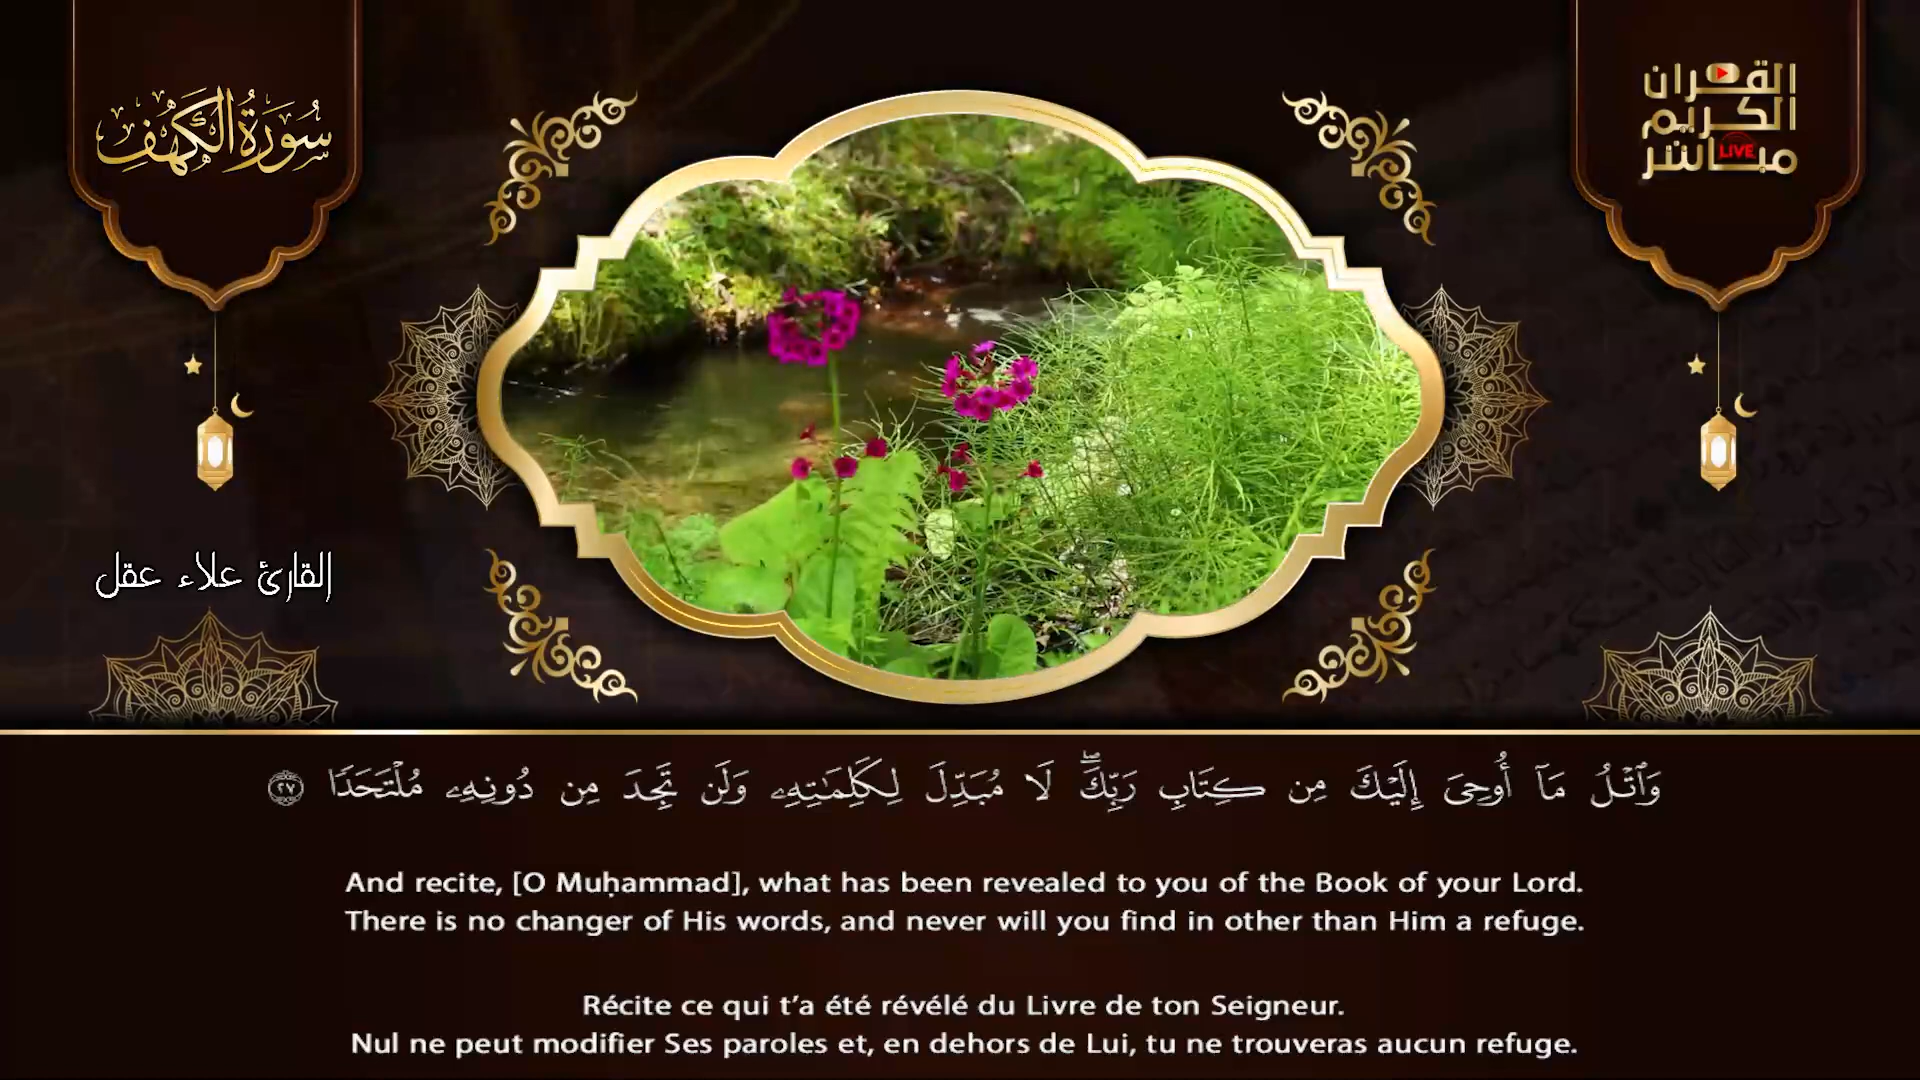 سُورَةُ الكَهْفِ
القرآن
الكريم
مباشر
LIVE
القارئ علاء عقل
وَٱتْلُ مَآ أُوحِىَ إِلَيْكَ مِن كِتَابِ رَبِّكَ ۖ لَا مُبَدِّلَ لِكَلِمَـٰتِهِۦ وَلَن تَجِدَ مِن دُونِهِۦ مُلْتَحَدًا ٢٧
And recite, [O Muḥammad], what has been revealed to you of the Book of your Lord.
There is no changer of His words, and never will you find in other than Him a refuge.
Récite ce qui t’a été révélé du Livre de ton Seigneur.
Nul ne peut modifier Ses paroles et, en dehors de Lui, tu ne trouveras aucun refuge.